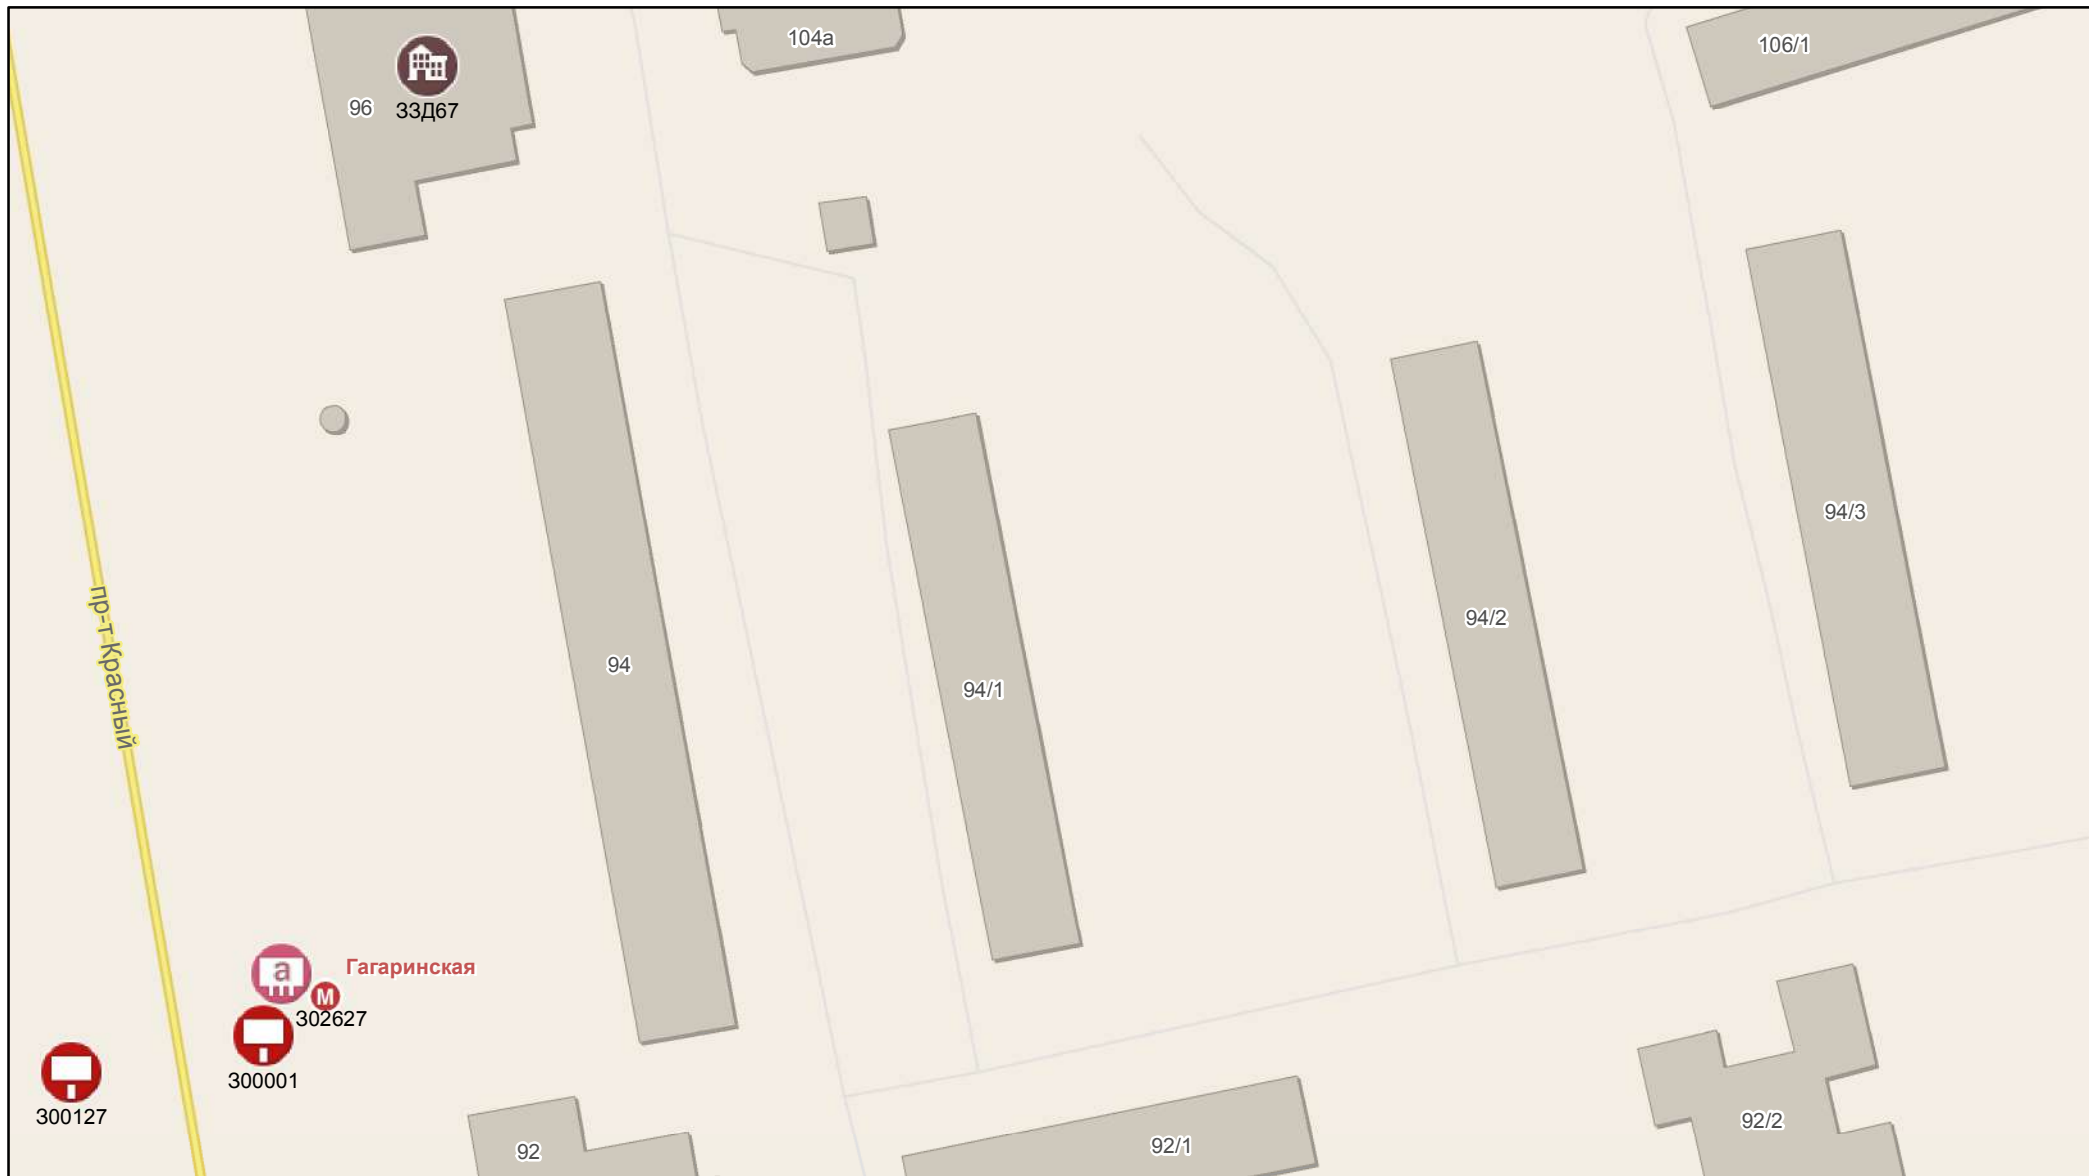 104а
106/1
96
ЗЗД67
94/3
94/2
пр-т Красный
94
94/1
а
Гагаринская
М
302627
300001
300127
92
92/1
92/2